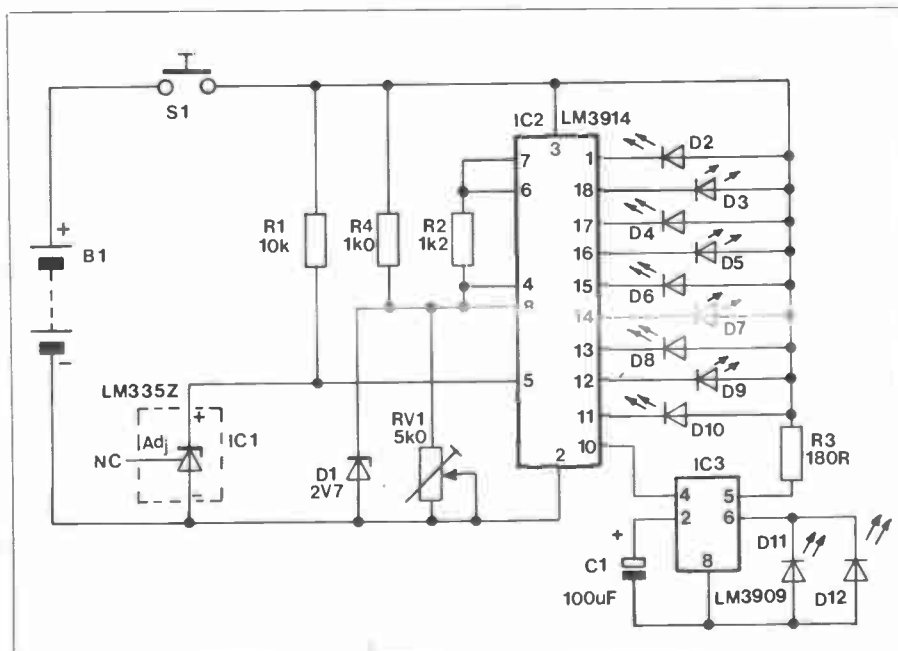 S1
IC2
LM3914
3
7
6
4
8
5
2
1
18
17
16
15
14
13
12
11
10
D2
D3
D4
D5
D6
D7
D8
D9
D10
+
B1
-
R1
10k
R4
1k0
R2
1k2
LM335Z
+
Adj
IC1
NC
-
D1
2V7
RV1
5k0
R3
180R
IC3
4
5
2
6
8
+
C1
100uF
LM3909
D11
D12